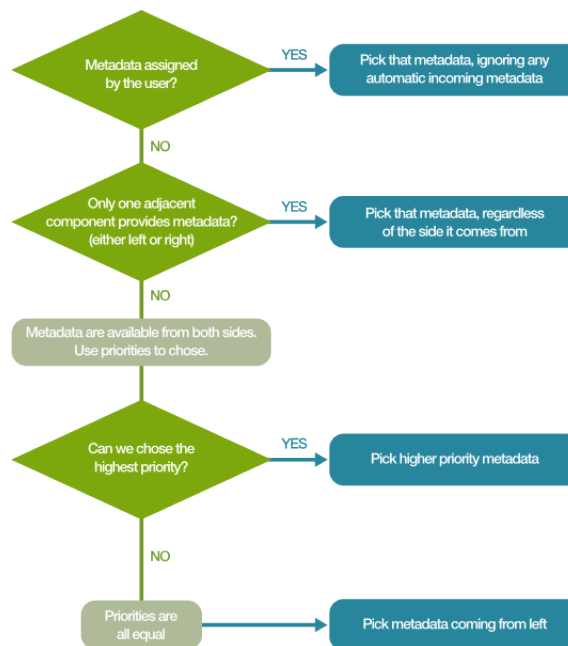 Metadata assigned
by the user?
YES
Pick that metadata, ignoring any
automatic incoming metadata
NO
Only one adjacent
component provides metadata?
(either left or right)
YES
Pick that metadata, regardless
of the side it comes from
NO
Metadata are available from both sides.
Use priorities to chose.
Can we chose the
highest priority?
YES
Pick higher priority metadata
NO
Priorities are
all equal
Pick metadata coming from left